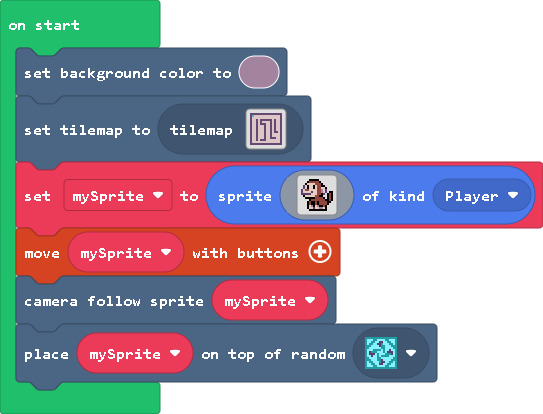 on start
set background color to
set tilemap to tilemap
set mySprite to sprite of kind Player
move mySprite with buttons
camera follow sprite mySprite
place mySprite on top of random